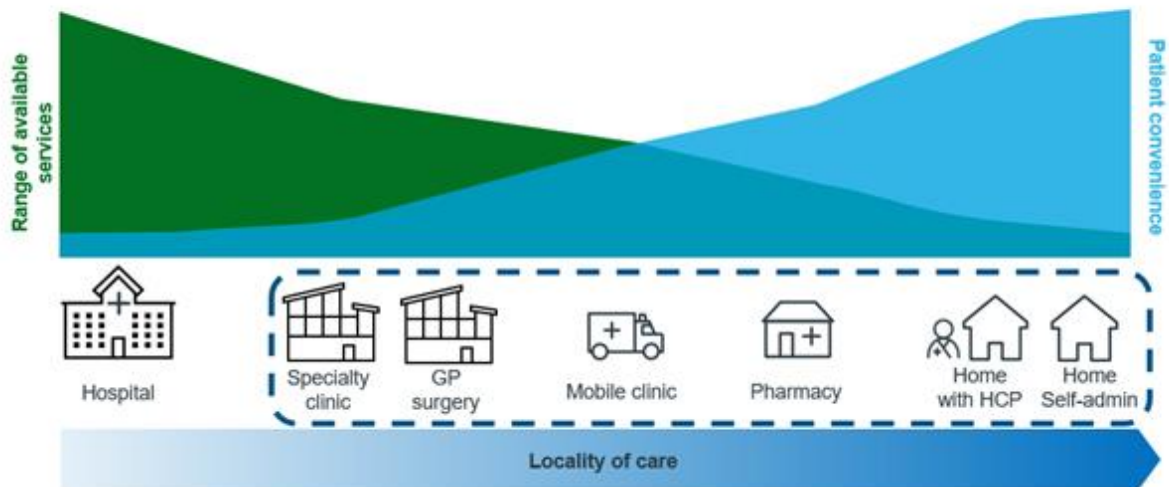 Range of available
services
Patient convenience
Hospital
Specialty
clinic
GP
surgery
Mobile clinic
Pharmacy
Home
with HCP
Home
Self-admin
Locality of care